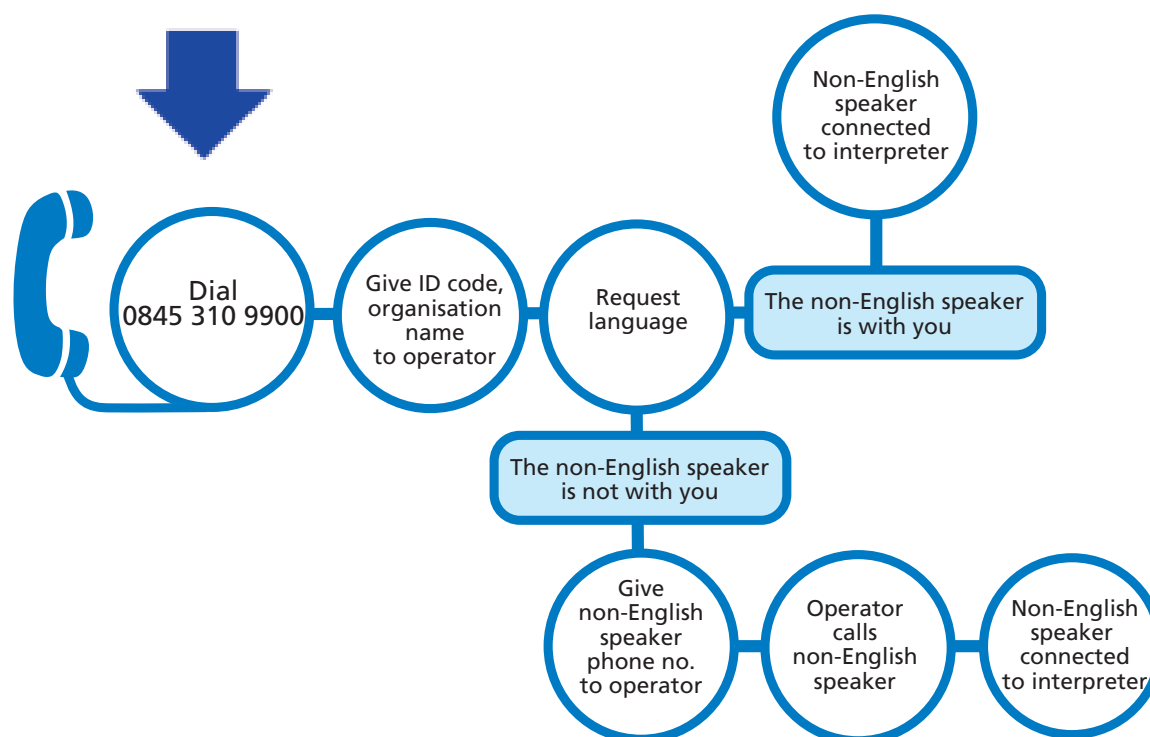 Dial
0845 310 9900
Give ID code,
organisation
name
to operator
Request
language
The non-English speaker
is with you
Non-English
speaker
connected
to interpreter
The non-English speaker
is not with you
Give
non-English
speaker
phone no.
to operator
Operator
calls
non-English
speaker
Non-English
speaker
connected
to interpreter